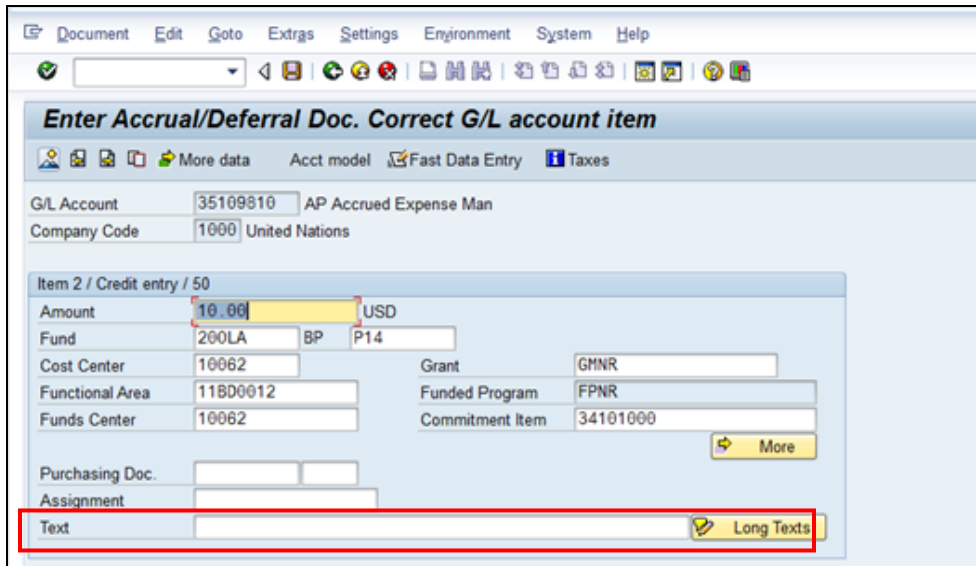 Document Edit Goto Extras Settings Environment System Help
Enter Accrual/Deferral Doc. Correct G/L account item
More data Acct model Fast Data Entry Taxes
G/L Account 35109810 AP Accrued Expense Man
Company Code 1000 United Nations
Item 2 / Credit entry / 50
Amount 10.00 USD
Fund 20OLA BP P14
Cost Center 10062 Grant GMNR
Functional Area 11BD0012 Funded Program FPNR
Funds Center 10062 Commitment Item 34101000
More
Purchasing Doc.
Assignment
Text Long Texts